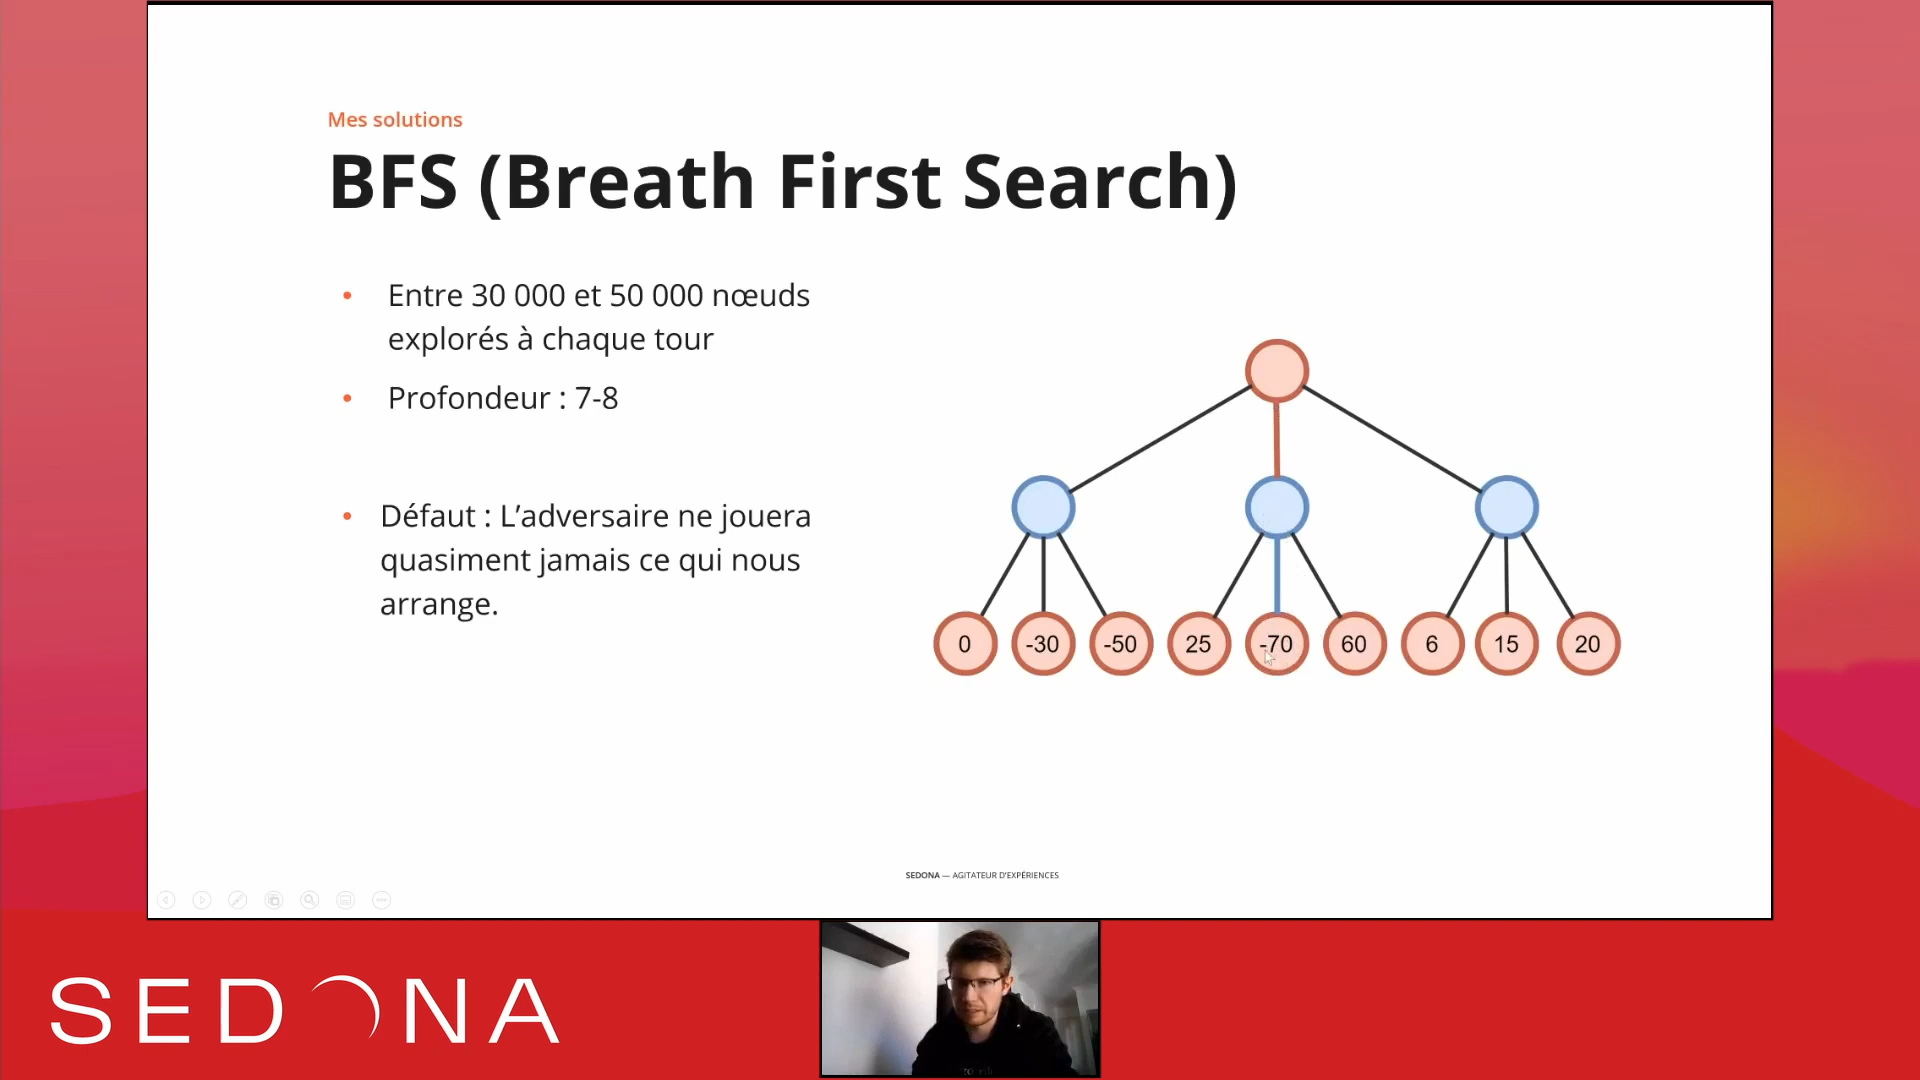 Mes solutions
BFS (Breath First Search)
• Entre 30 000 et 50 000 nœuds
explorés à chaque tour
• Profondeur : 7-8
• Défaut : L’adversaire ne jouera
quasiment jamais ce qui nous
arrange.
0 -30 -50 25 -70 60 6 15 20
SEDONA — AGITATEUR D'EXPÉRIENCES
SEDONA